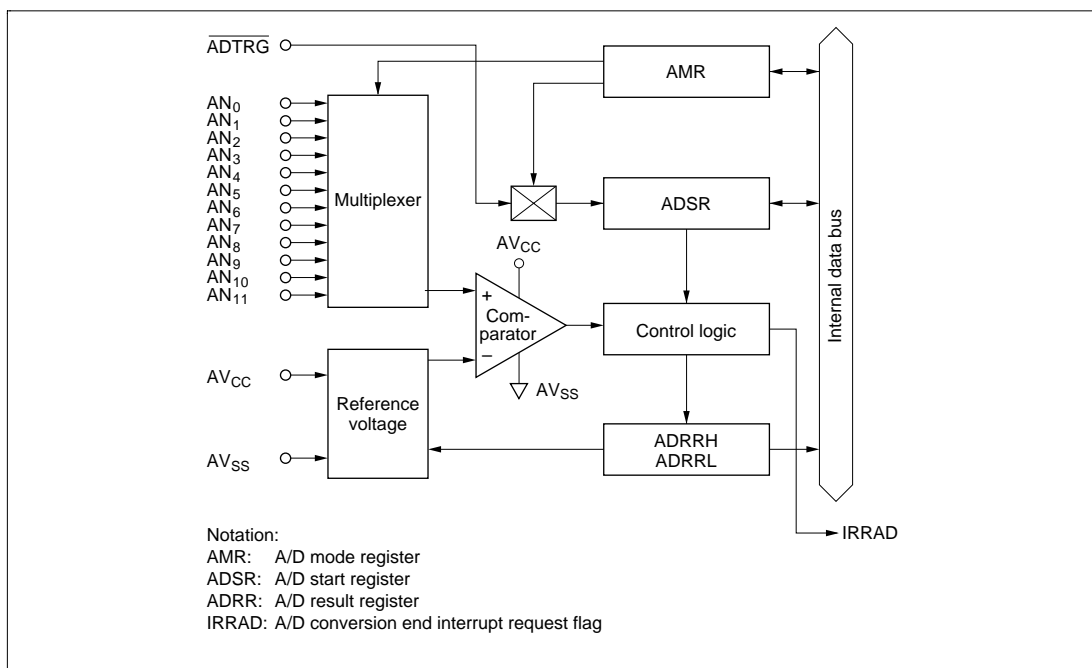 ADTRG
AMR
AN0
AN1
AN2
AN3
AN4
AN5
AN6
AN7
AN8
AN9
AN10
AN11
Multiplexer
ADSR
Internal data bus
AVCC
+
Com-
parator
−
AVSS
Control logic
AVCC
AVSS
Reference
voltage
ADRRH
ADRRL
IRRAD
Notation:
AMR: A/D mode register
ADSR: A/D start register
ADRR: A/D result register
IRRAD: A/D conversion end interrupt request flag